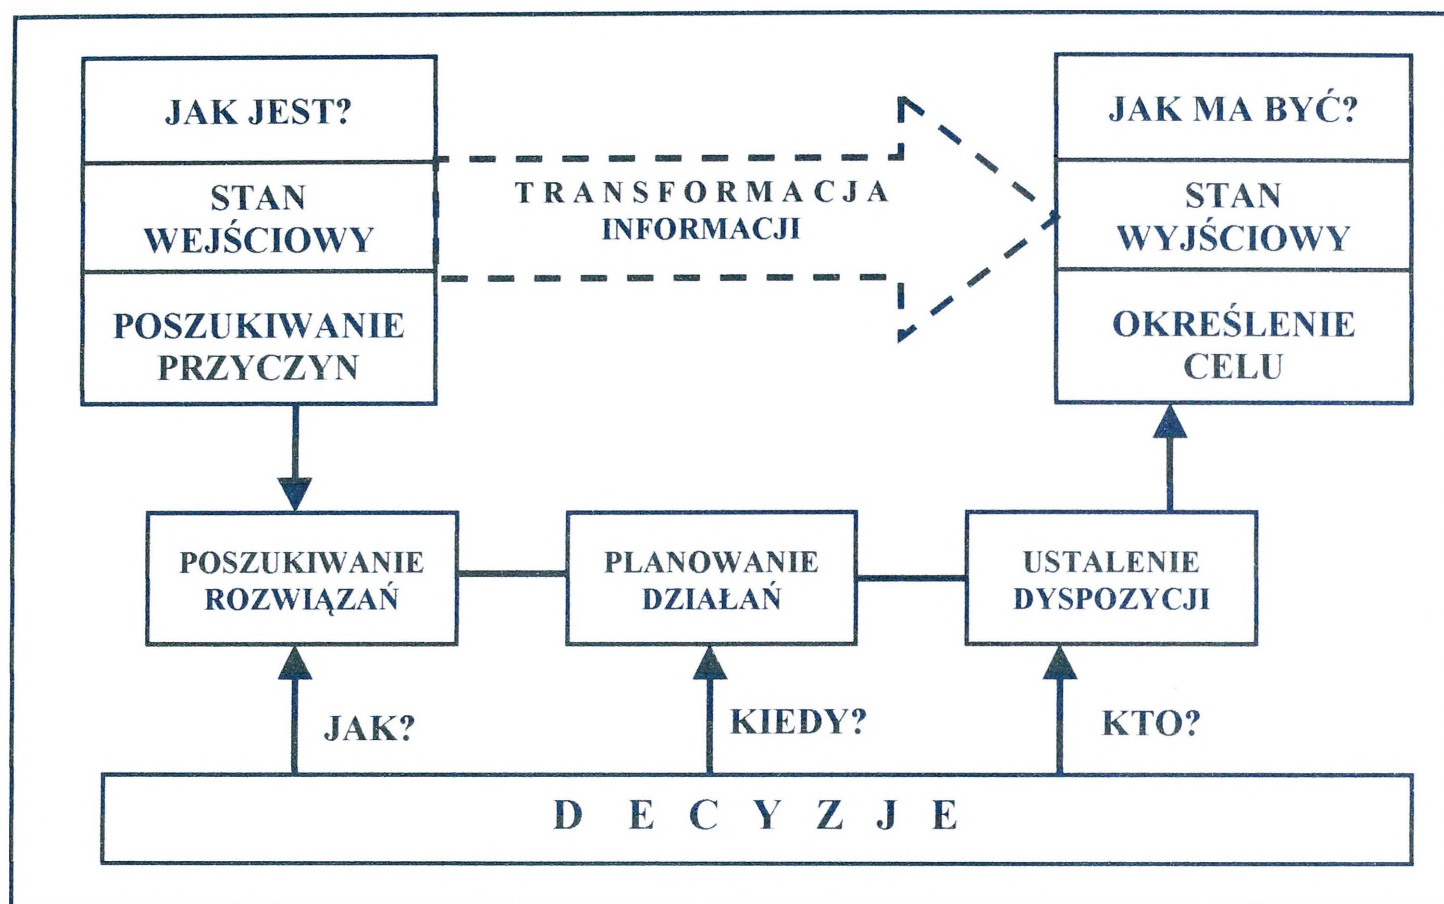 JAK JEST?
STAN
WEJŚCIOWY
POSZUKIWANIE
PRZYCZYN
TRANSFORMACJA
INFORMACJI
JAK MA BYĆ?
STAN
WYJŚCIOWY
OKREŚLENIE
CELU
POSZUKIWANIE
ROZWIĄZAŃ
PLANOWANIE
DZIAŁAŃ
USTALENIE
DYSPOZYCJI
JAK?
KIEDY?
KTO?
DECYZJE